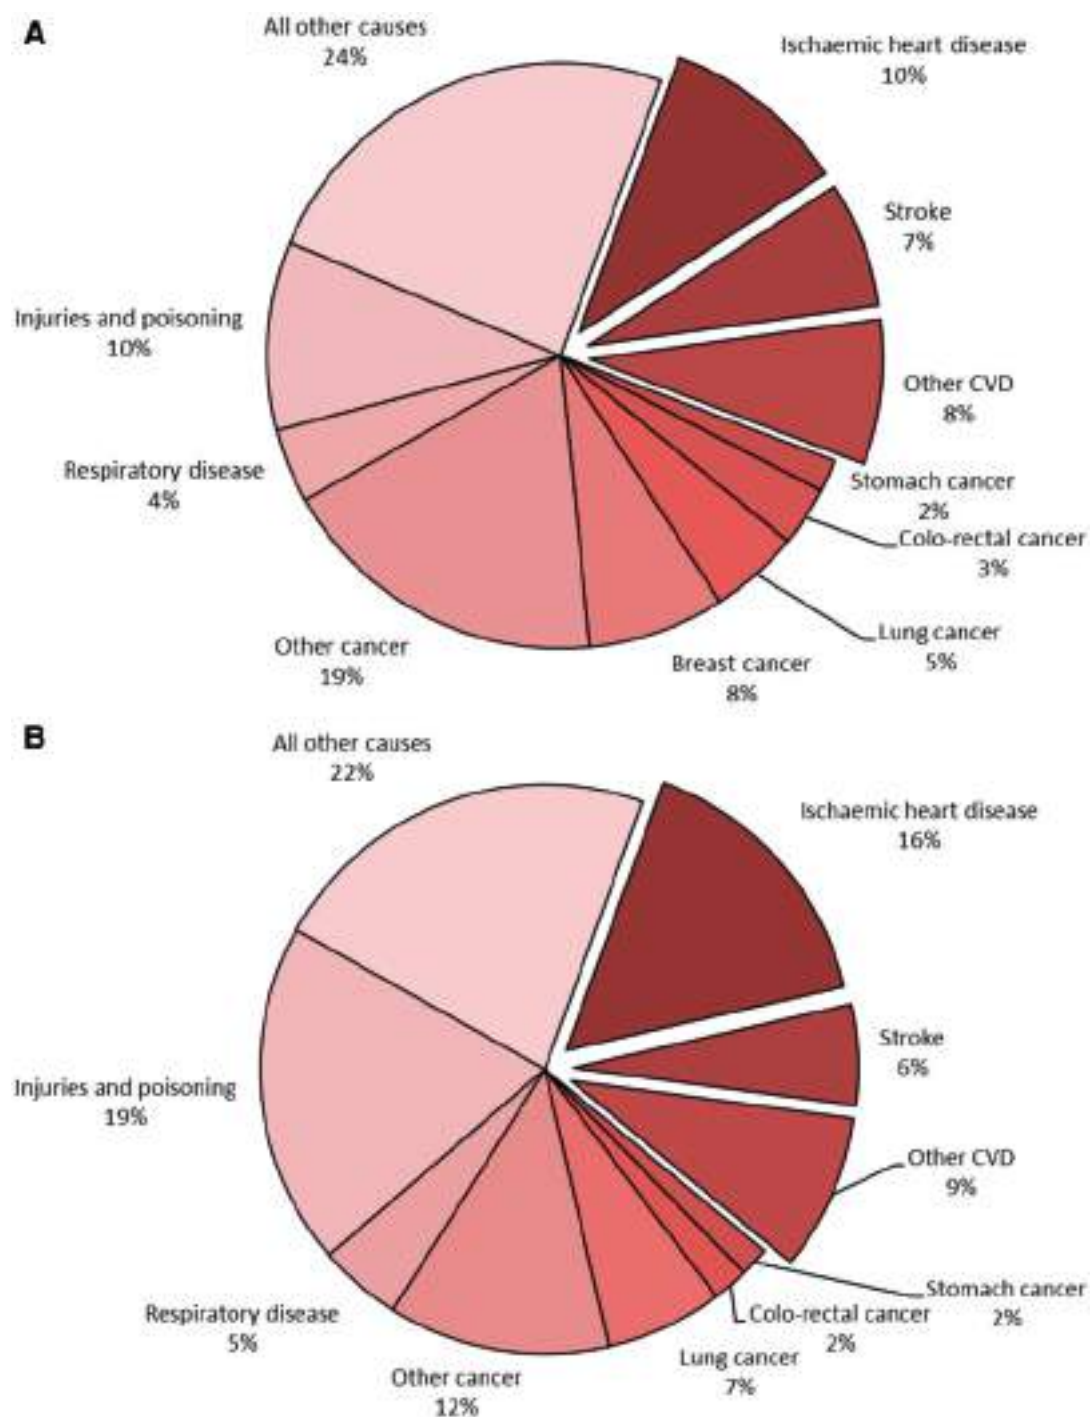 A
All other causes
24%
Ischaemic heart disease
10%
Stroke
7%
Injuries and poisoning
10%
Other CVD
8%
Respiratory disease
4%
Stomach cancer
2%
Colo-rectal cancer
3%
Lung cancer
5%
Other cancer
19%
Breast cancer
8%
B
All other causes
22%
Ischaemic heart disease
16%
Stroke
6%
Injuries and poisoning
19%
Other CVD
9%
Stomach cancer
2%
Respiratory disease
5%
Colo-rectal cancer
2%
Lung cancer
7%
Other cancer
12%